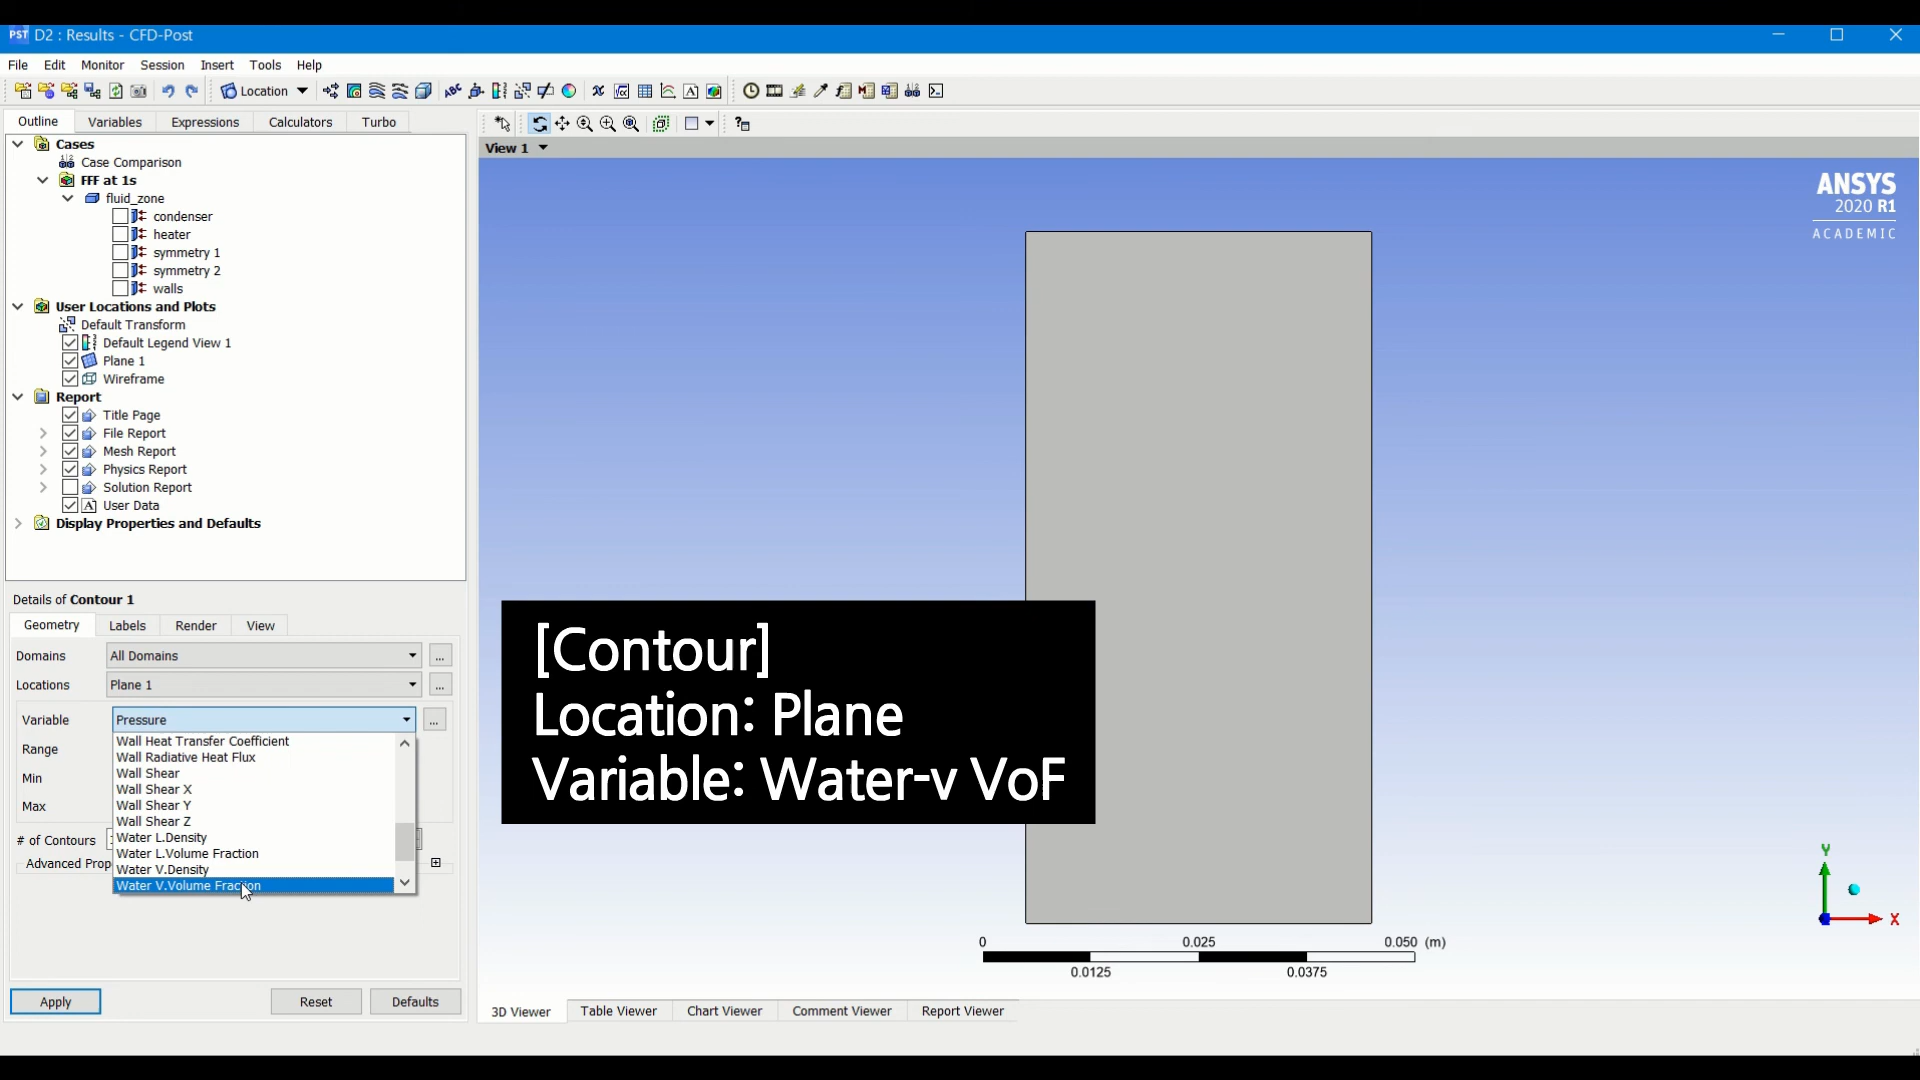 PST D2 : Results - CFD-Post
File Edit Monitor Session Insert Tools Help
Location
Outline Variables Expressions Calculators Turbo
Cases
Case Comparison
FFF at 1s
fluid_zone
condenser
heater
symmetry 1
symmetry 2
walls
User Locations and Plots
Default Transform
Default Legend View 1
Plane 1
Wireframe
Report
Title Page
File Report
Mesh Report
Physics Report
Solution Report
User Data
Display Properties and Defaults
Details of Contour 1
Geometry Labels Render View
Domains All Domains ...
Locations Plane 1 ...
Variable Pressure ...
Range
Min
Max
# of Contours
Advanced Prop
Wall Heat Transfer Coefficient
Wall Radiative Heat Flux
Wall Shear
Wall Shear X
Wall Shear Y
Wall Shear Z
Water L.Density
Water L.Volume Fraction
Water V.Density
Water V.Volume Fraction
Apply Reset Defaults
View 1
ANSYS
2020 R1
ACADEMIC
[Contour]
Location: Plane
Variable: Water-v VoF
Y
X
0 0.025 0.050 (m)
0.0125 0.0375
3D Viewer Table Viewer Chart Viewer Comment Viewer Report Viewer